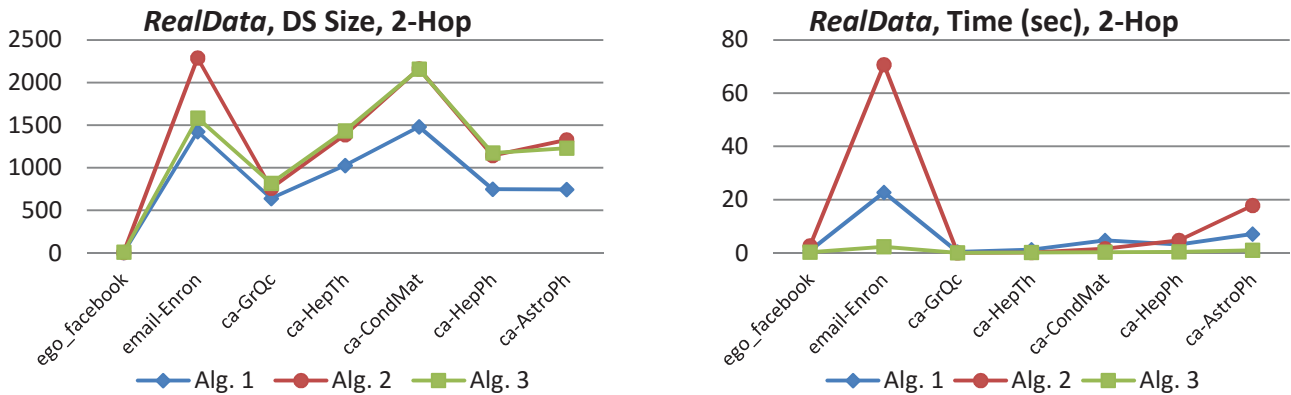 RealData, DS Size, 2-Hop
2500
2000
1500
1000
500
0
ego_facebook
email-Enron
ca-GrQc
ca-HepTh
ca-CondMat
ca-HepPh
ca-AstroPh
Alg. 1
Alg. 2
Alg. 3
RealData, Time (sec), 2-Hop
80
60
40
20
0
ego_facebook
email-Enron
ca-GrQc
ca-HepTh
ca-CondMat
ca-HepPh
ca-AstroPh
Alg. 1
Alg. 2
Alg. 3